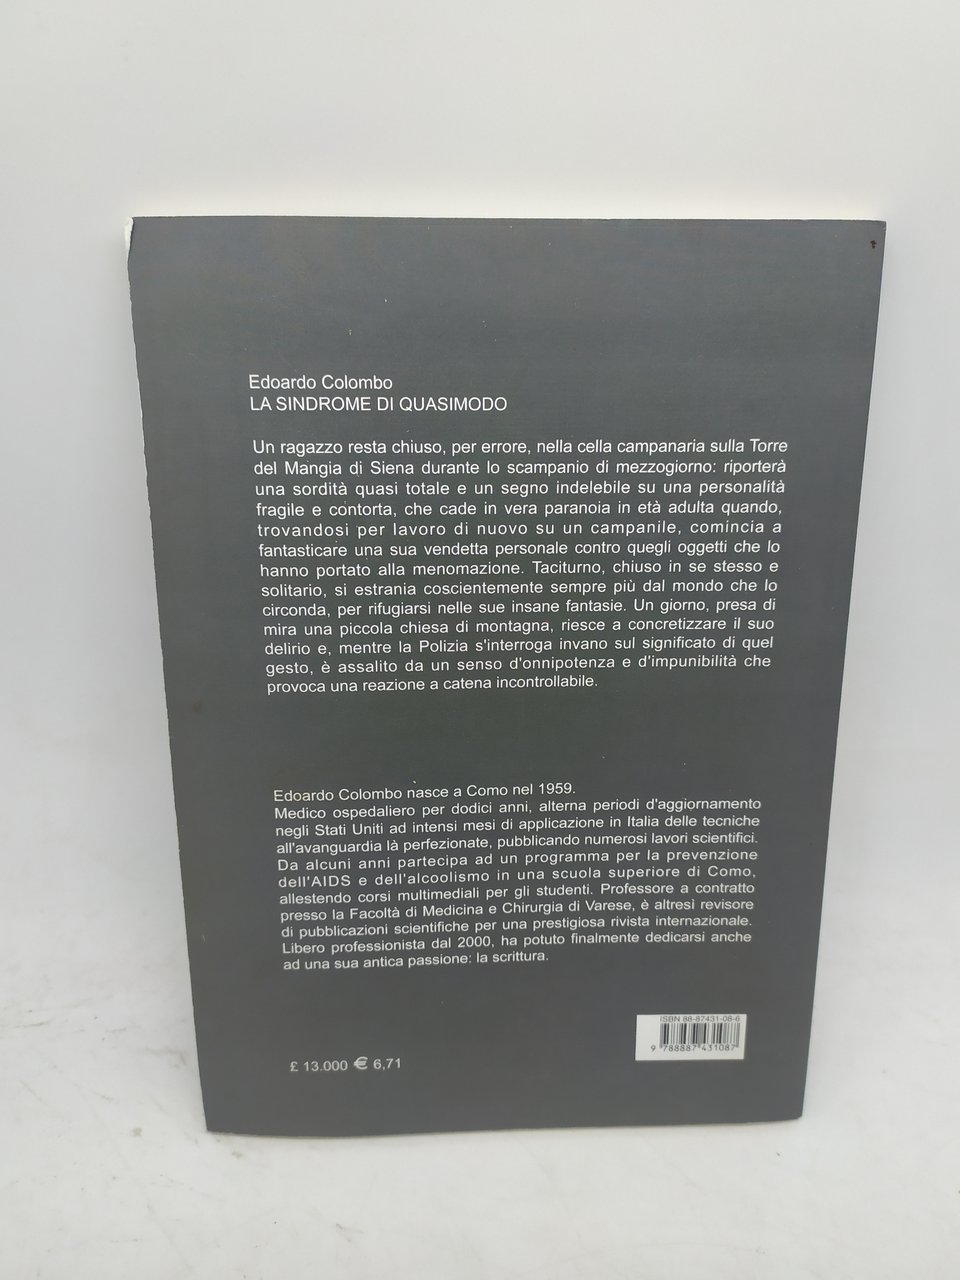 Edoardo Colombo
LA SINDROME DI QUASIMODO
Un ragazzo resta chiuso, per errore, nella cella campanaria sulla Torre
del Mangia di Siena durante lo scampanio di mezzogiorno: riporterà
una sordità quasi totale e un segno indelebile su una personalità
fragile e contorta, che cade in vera paranoia in età adulta quando,
trovandosi per lavoro di nuovo su un campanile, comincia a
fantasticare una sua vendetta personale contro quegli oggetti che lo
hanno portato alla menomazione. Taciturno, chiuso in se stesso e
solitario, si estrania coscientemente sempre più dal mondo che lo
circonda, per rifugiarsi nelle sue insane fantasie. Un giorno, presa di
mira una piccola chiesa di montagna, riesce a concretizzare il suo
delirio e, mentre la Polizia s'interroga invano sul significato di quel
gesto, è assalito da un senso d'onnipotenza e d'impunibilità che
provoca una reazione a catena incontrollabile.
Edoardo Colombo nasce a Como nel 1959.
Medico ospedaliero per dodici anni, alterna periodi d'aggiornamento
negli Stati Uniti ad intensi mesi di applicazione in Italia delle tecniche
all'avanguardia là perfezionate, pubblicando numerosi lavori scientifici.
Da alcuni anni partecipa ad un programma per la prevenzione
dell'AIDS e dell'alcoolismo in una scuola superiore di Como,
allestendo corsi multimediali per gli studenti. Professore a contratto
presso la Facoltà di Medicina e Chirurgia di Varese, è altresì revisore
di pubblicazioni scientifiche per una prestigiosa rivista internazionale.
Libero professionista dal 2000, ha potuto finalmente dedicarsi anche
ad una sua antica passione: la scrittura.
ISBN 88-87431-08-6
9 788887 431087
£ 13.000 € 6,71